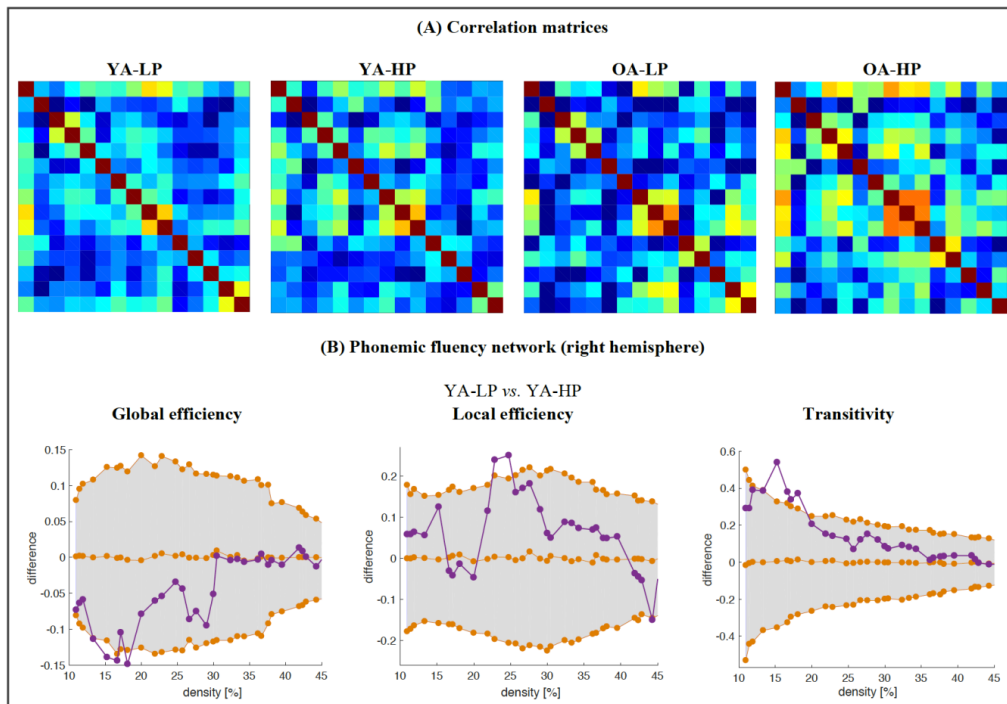 (A) Correlation matrices
YA-LP YA-HP OA-LP OA-HP
(B) Phonemic fluency network (right hemisphere)
YA-LP vs. YA-HP
Global efficiency Local efficiency Transitivity
0.15
0.1
0.05
0
-0.05
-0.1
-0.15
difference
10 15 20 25 30 35 40 45
density [%]
0.2
0.1
0
-0.1
-0.2
difference
10 15 20 25 30 35 40 45
density [%]
0.6
0.4
0.2
0
-0.2
-0.4
difference
10 15 20 25 30 35 40 45
density [%]